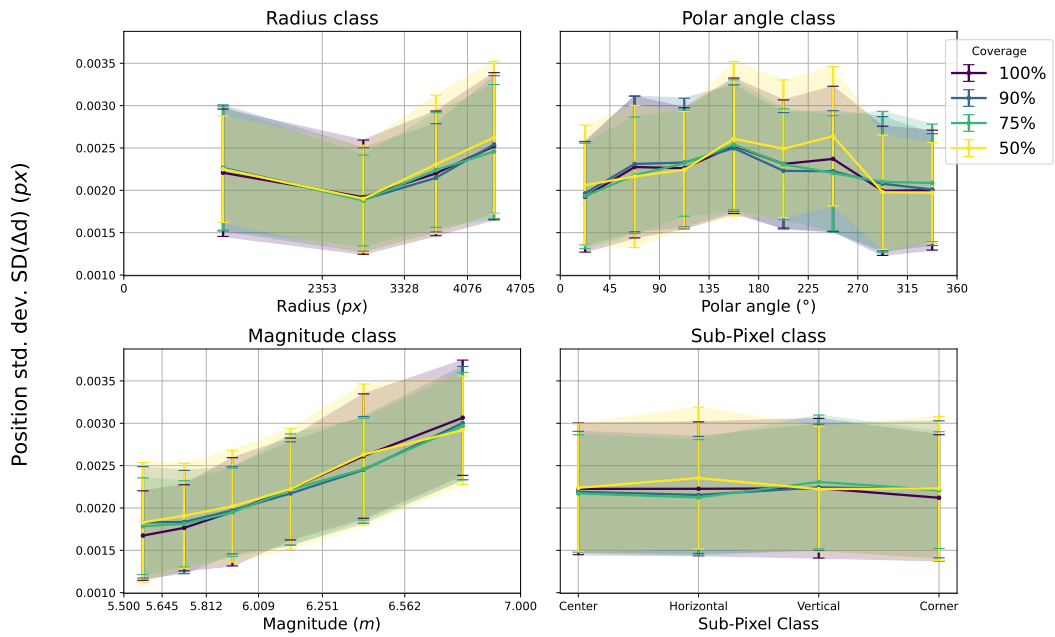 Radius class
Polar angle class
Position std. dev. SD(Δd) (px)
0.0035
0.0030
0.0025
0.0020
0.0015
0.0010
0 2353 3328 4076 4705
Radius (px)
0 45 90 135 180 225 270 315 360
Polar angle (°)
Coverage
100%
90%
75%
50%
Magnitude class
Sub-Pixel class
0.0035
0.0030
0.0025
0.0020
0.0015
0.0010
5.500 5.645 5.812 6.009 6.251 6.562 7.000
Magnitude (m)
Center Horizontal Vertical Corner
Sub-Pixel Class